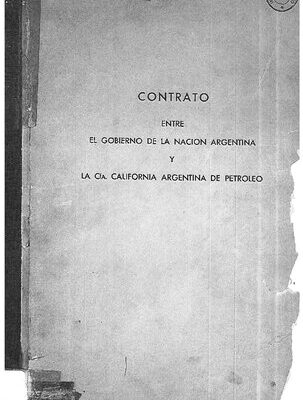 CONTRATO
ENTRE
EL GOBIERNO DE LA NACION ARGENTINA
Y
LA Cía. CALIFORNIA ARGENTINA DE PETROLEO